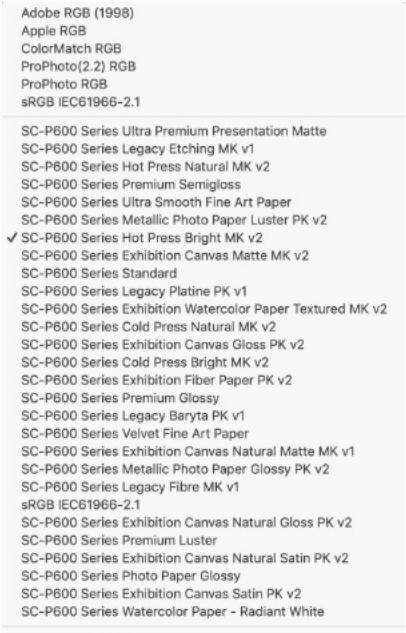 Adobe RGB (1998)
Apple RGB
ColorMatch RGB
ProPhoto(2.2) RGB
ProPhoto RGB
sRGB IEC61966-2.1
SC-P600 Series Ultra Premium Presentation Matte
SC-P600 Series Legacy Etching MK v1
SC-P600 Series Hot Press Natural MK v2
SC-P600 Series Premium Semigloss
SC-P600 Series Ultra Smooth Fine Art Paper
SC-P600 Series Metallic Photo Paper Luster PK v2
✓ SC-P600 Series Hot Press Bright MK v2
SC-P600 Series Exhibition Canvas Matte MK v2
SC-P600 Series Standard
SC-P600 Series Legacy Platine PK v1
SC-P600 Series Exhibition Watercolor Paper Textured MK v2
SC-P600 Series Cold Press Natural MK v2
SC-P600 Series Exhibition Canvas Gloss PK v2
SC-P600 Series Cold Press Bright MK v2
SC-P600 Series Exhibition Fiber Paper PK v2
SC-P600 Series Premium Glossy
SC-P600 Series Legacy Baryta PK v1
SC-P600 Series Velvet Fine Art Paper
SC-P600 Series Exhibition Canvas Natural Matte MK v1
SC-P600 Series Metallic Photo Paper Glossy PK v2
SC-P600 Series Legacy Fibre MK v1
sRGB IEC61966-2.1
SC-P600 Series Exhibition Canvas Natural Gloss PK v2
SC-P600 Series Premium Luster
SC-P600 Series Exhibition Canvas Natural Satin PK v2
SC-P600 Series Photo Paper Glossy
SC-P600 Series Exhibition Canvas Satin PK v2
SC-P600 Series Watercolor Paper - Radiant White